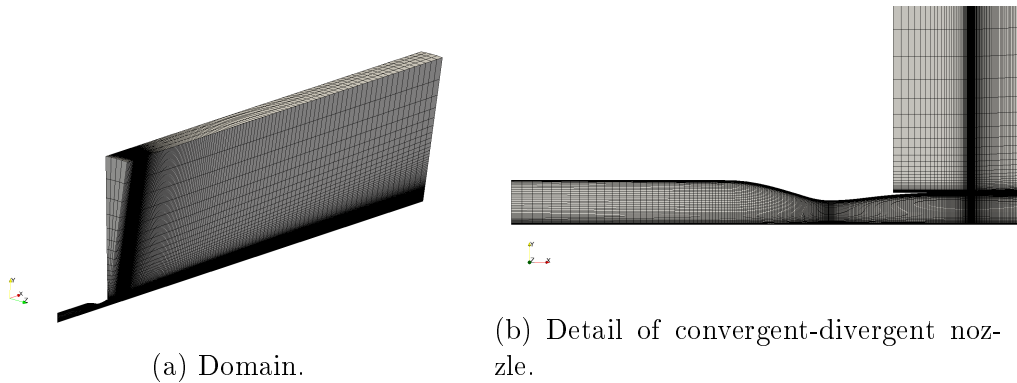 (a) Domain.
(b) Detail of convergent-divergent noz-
zle.